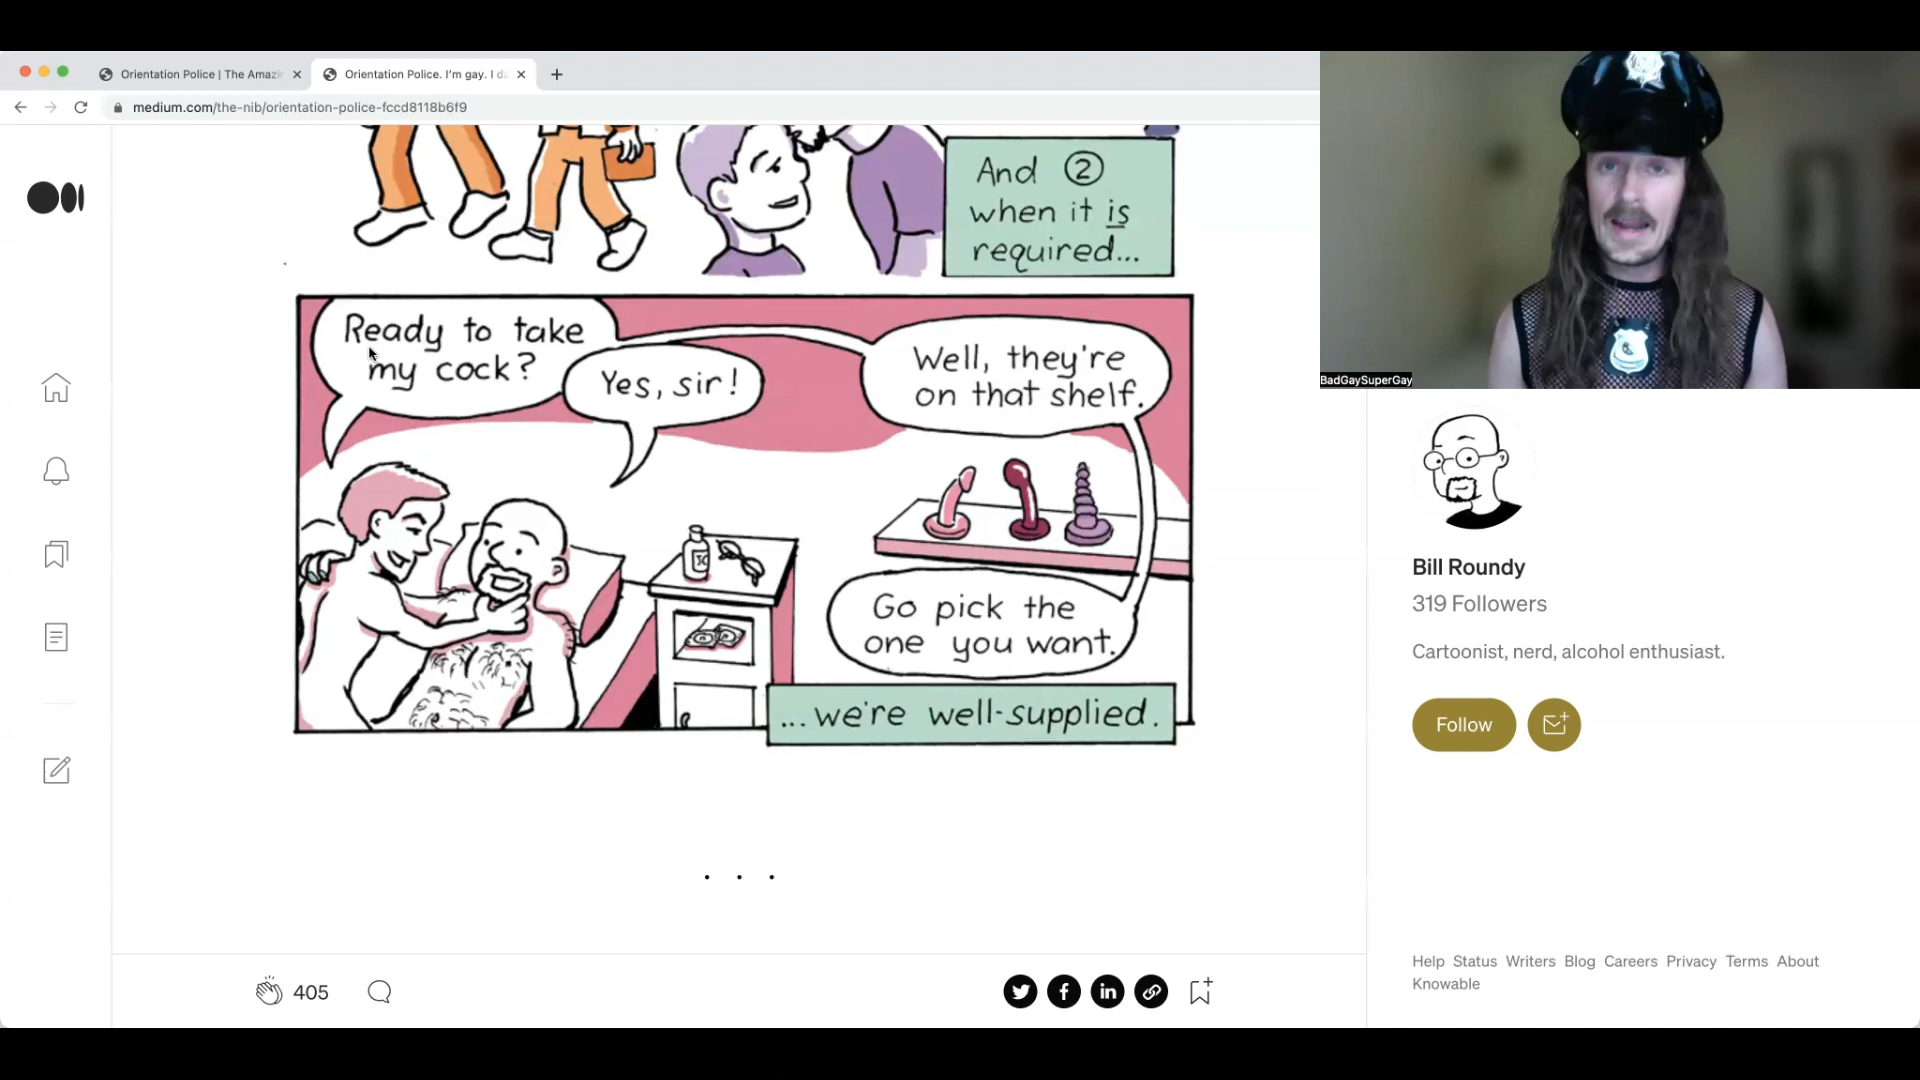 Orientation Police | The Amazi
Orientation Police. I'm gay. I da
medium.com/the-nib/orientation-police-fccd8118b6f9
And ②
when it is
required...
Ready to take
my cock?
Yes, sir!
Well, they're
on that shelf.
Go pick the
one you want.
...we're well-supplied.
405
BadGaySuperGay
Bill Roundy
319 Followers
Cartoonist, nerd, alcohol enthusiast.
Follow
Help Status Writers Blog Careers Privacy Terms About
Knowable